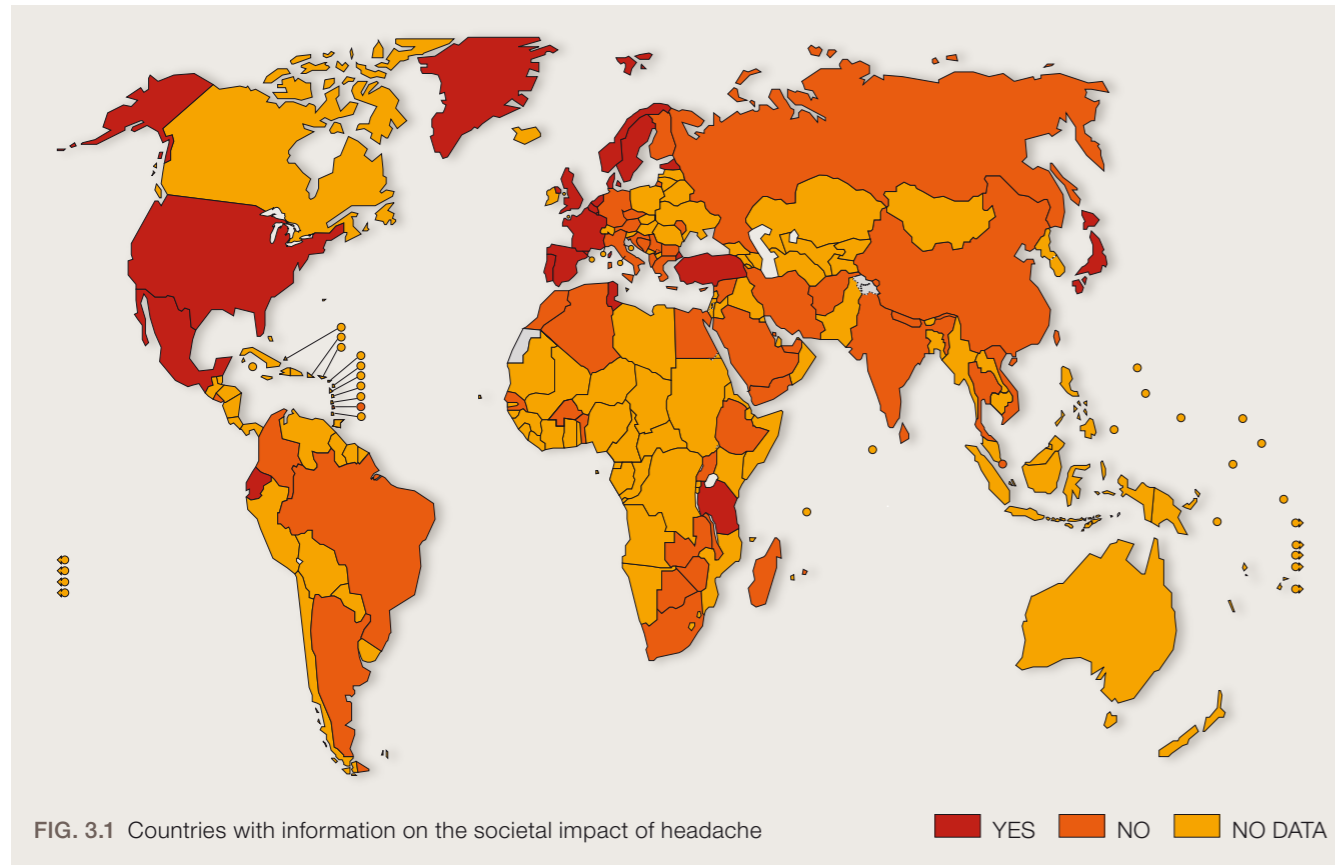 FIG. 3.1 Countries with information on the societal impact of headache
YES NO NO DATA